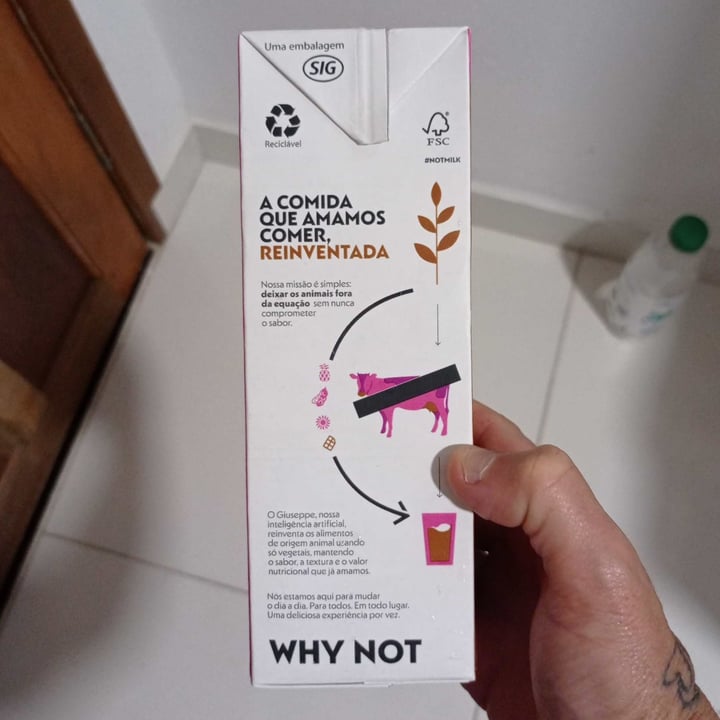 Uma embalagem
SIG
Reciclável
FSC
#NOTMILK
A COMIDA
QUE AMAMOS
COMER,
REINVENTADA
Nossa missão é simples:
deixar os animais fora
da equação sem nunca
comprometer
o sabor.
O Giuseppe, nossa
inteligência artificial,
reinventa os alimentos
de origem animal usando
só vegetais, mantendo
o sabor, a textura e o valor
nutricional que já amamos.
Nós estamos aqui para mudar
o dia a dia. Para todos. Em todo lugar.
Uma deliciosa experiência por vez.
WHY NOT